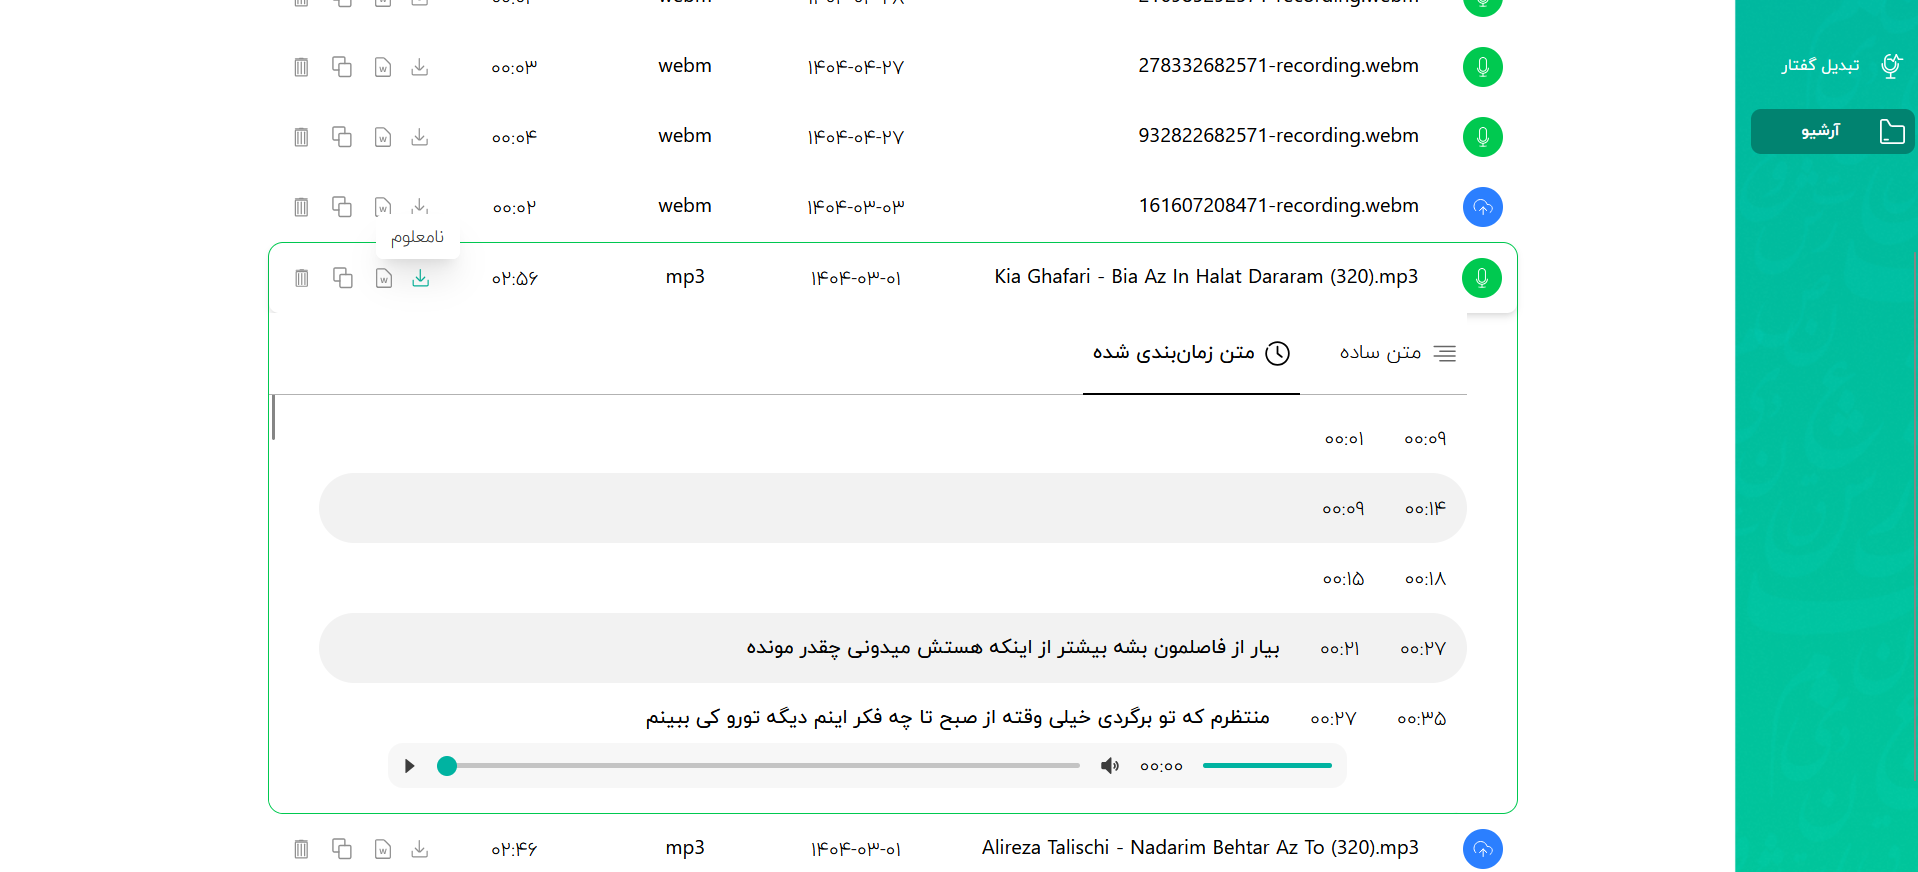 تبدیل گفتار
آرشیو
278332682571-recording.webm ۱۴۰۴-۰۴-۲۷ webm ۰۰:۰۳
932822682571-recording.webm ۱۴۰۴-۰۴-۲۷ webm ۰۰:۰۴
161607208471-recording.webm ۱۴۰۴-۰۳-۰۳ webm ۰۰:۰۲
نامعلوم
Kia Ghafari - Bia Az In Halat Dararam (320).mp3 ۱۴۰۴-۰۳-۰۱ mp3 ۰۲:۵۶
متن ساده متن زمان‌بندی شده
۰۰:۰۹ ۰۰:۰۱
۰۰:۱۴ ۰۰:۰۹
۰۰:۱۸ ۰۰:۱۵
۰۰:۲۷ ۰۰:۲۱ بیار از فاصلمون بشه بیشتر از اینکه هستش میدونی چقدر مونده
۰۰:۳۵ ۰۰:۲۷ منتظرم که تو برگردی خیلی وقته از صبح تا چه فکر اینم دیگه تورو کی ببینم
۰۰:۰۰
Alireza Talischi - Nadarim Behtar Az To (320).mp3 ۱۴۰۴-۰۳-۰۱ mp3 ۰۲:۴۶